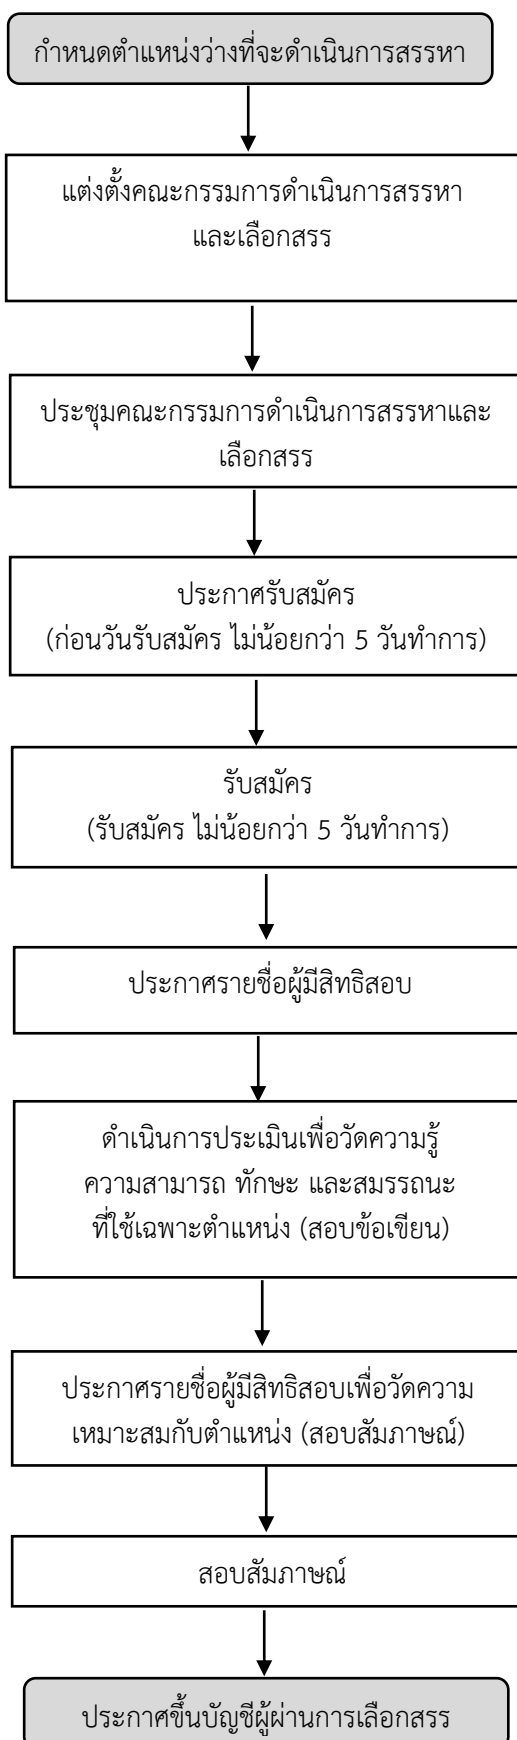 กำหนดตำแหน่งว่างที่จะดำเนินการสรรหา
แต่งตั้งคณะกรรมการดำเนินการสรรหา
และเลือกสรร
ประชุมคณะกรรมการดำเนินการสรรหาและ
เลือกสรร
ประกาศรับสมัคร
(ก่อนวันรับสมัคร ไม่น้อยกว่า 5 วันทำการ)
รับสมัคร
(รับสมัคร ไม่น้อยกว่า 5 วันทำการ)
ประกาศรายชื่อผู้มีสิทธิสอบ
ดำเนินการประเมินเพื่อวัดความรู้
ความสามารถ ทักษะ และสมรรถนะ
ที่ใช้เฉพาะตำแหน่ง (สอบข้อเขียน)
ประกาศรายชื่อผู้มีสิทธิสอบเพื่อวัดความ
เหมาะสมกับตำแหน่ง (สอบสัมภาษณ์)
สอบสัมภาษณ์
ประกาศขึ้นบัญชีผู้ผ่านการเลือกสรร